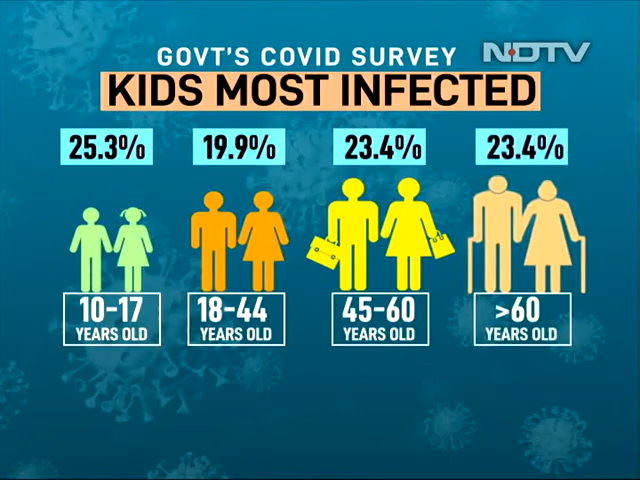 GOVT'S COVID SURVEY
NDTV
KIDS MOST INFECTED
25.3% 19.9% 23.4% 23.4%
10-17 18-44 45-60 >60
YEARS OLD YEARS OLD YEARS OLD YEARS OLD